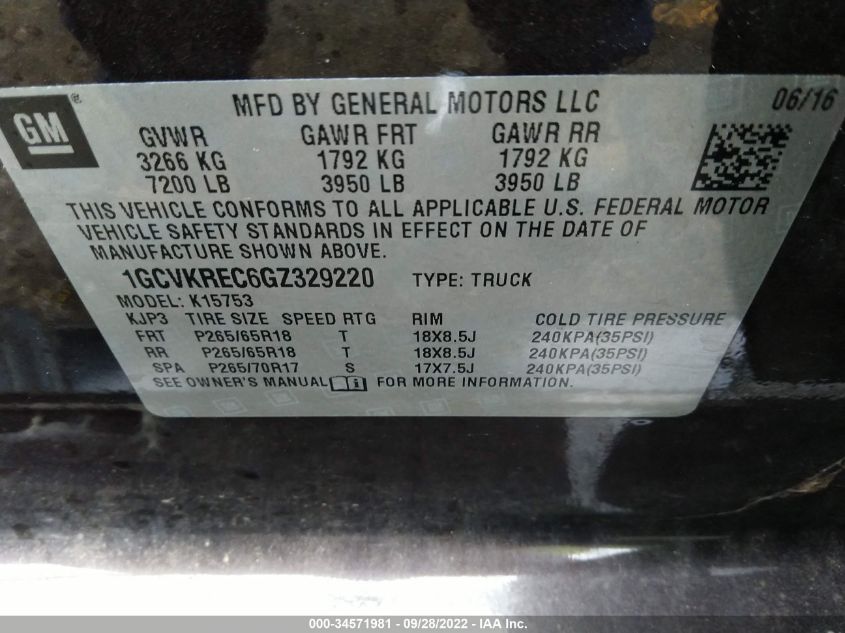 GM®
MFD BY GENERAL MOTORS LLC 06/16
GVWR GAWR FRT GAWR RR
3266 KG 1792 KG 1792 KG
7200 LB 3950 LB 3950 LB
THIS VEHICLE CONFORMS TO ALL APPLICABLE U.S. FEDERAL MOTOR
VEHICLE SAFETY STANDARDS IN EFFECT ON THE DATE OF
MANUFACTURE SHOWN ABOVE.
1GCVKREC6GZ329220 TYPE: TRUCK
MODEL: K15753
KJP3 TIRE SIZE SPEED RTG RIM COLD TIRE PRESSURE
FRT P265/65R18 T 18X8.5J 240KPA(35PSI)
RR P265/65R18 T 18X8.5J 240KPA(35PSI)
SPA P265/70R17 S 17X7.5J 240KPA(35PSI)
SEE OWNER'S MANUAL FOR MORE INFORMATION.
000-34571981 - 09/28/2022 - IAA Inc.